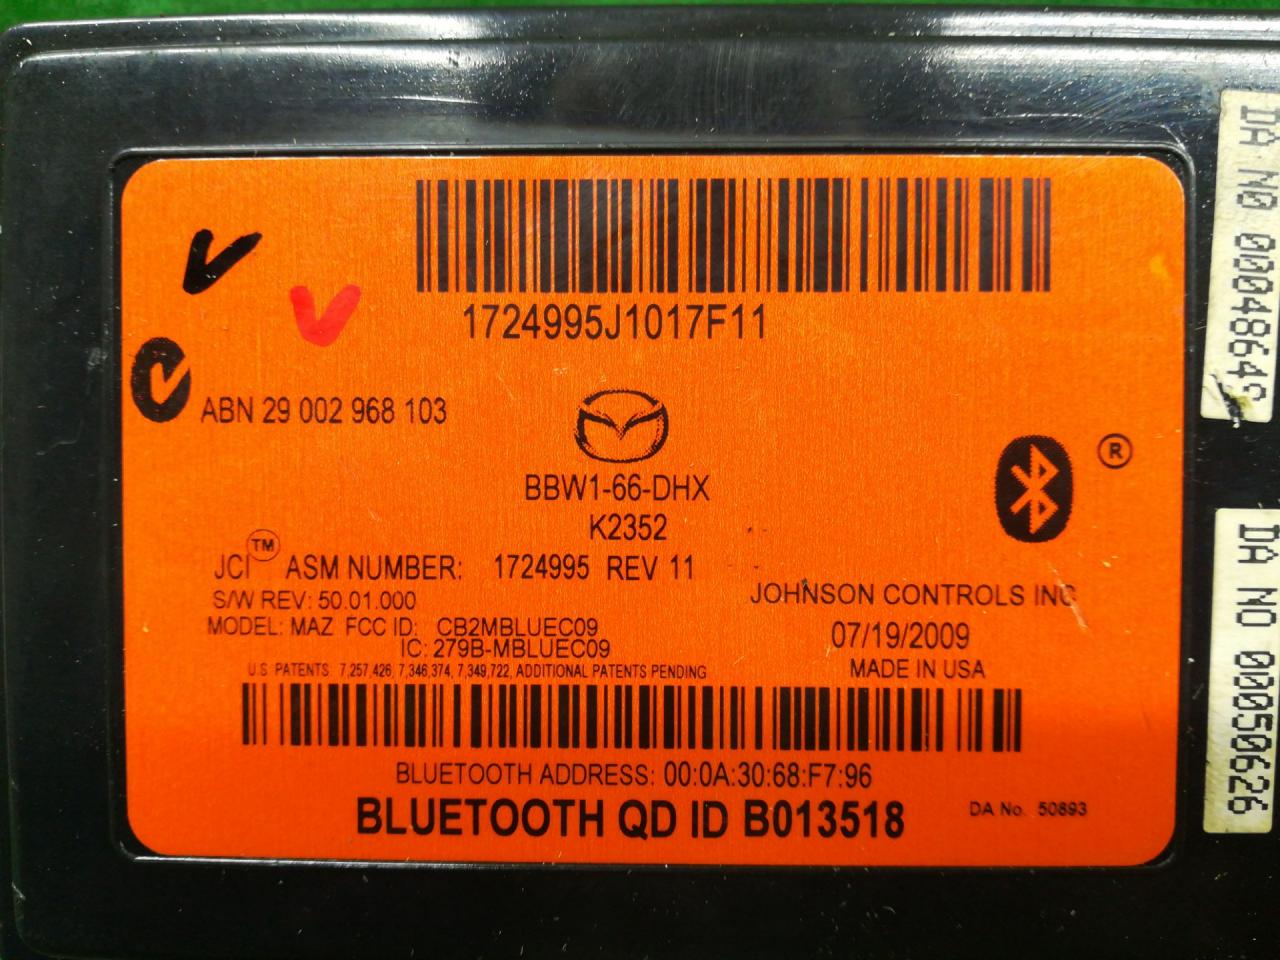 1724995J1017F11
ABN 29 002 968 103
BBW1-66-DHX
K2352
®
JCI™ ASM NUMBER: 1724995 REV 11
S/W REV: 50.01.000
MODEL: MAZ FCC ID: CB2MBLUEC09
IC: 279B-MBLUEC09
U.S PATENTS 7,257,426, 7,346,374, 7,349,722, ADDITIONAL PATENTS PENDING
JOHNSON CONTROLS INC
07/19/2009
MADE IN USA
BLUETOOTH ADDRESS: 00:0A:30:68:F7:96
BLUETOOTH QD ID B013518
DA No. 50893
DA NO
DA NO 00050626